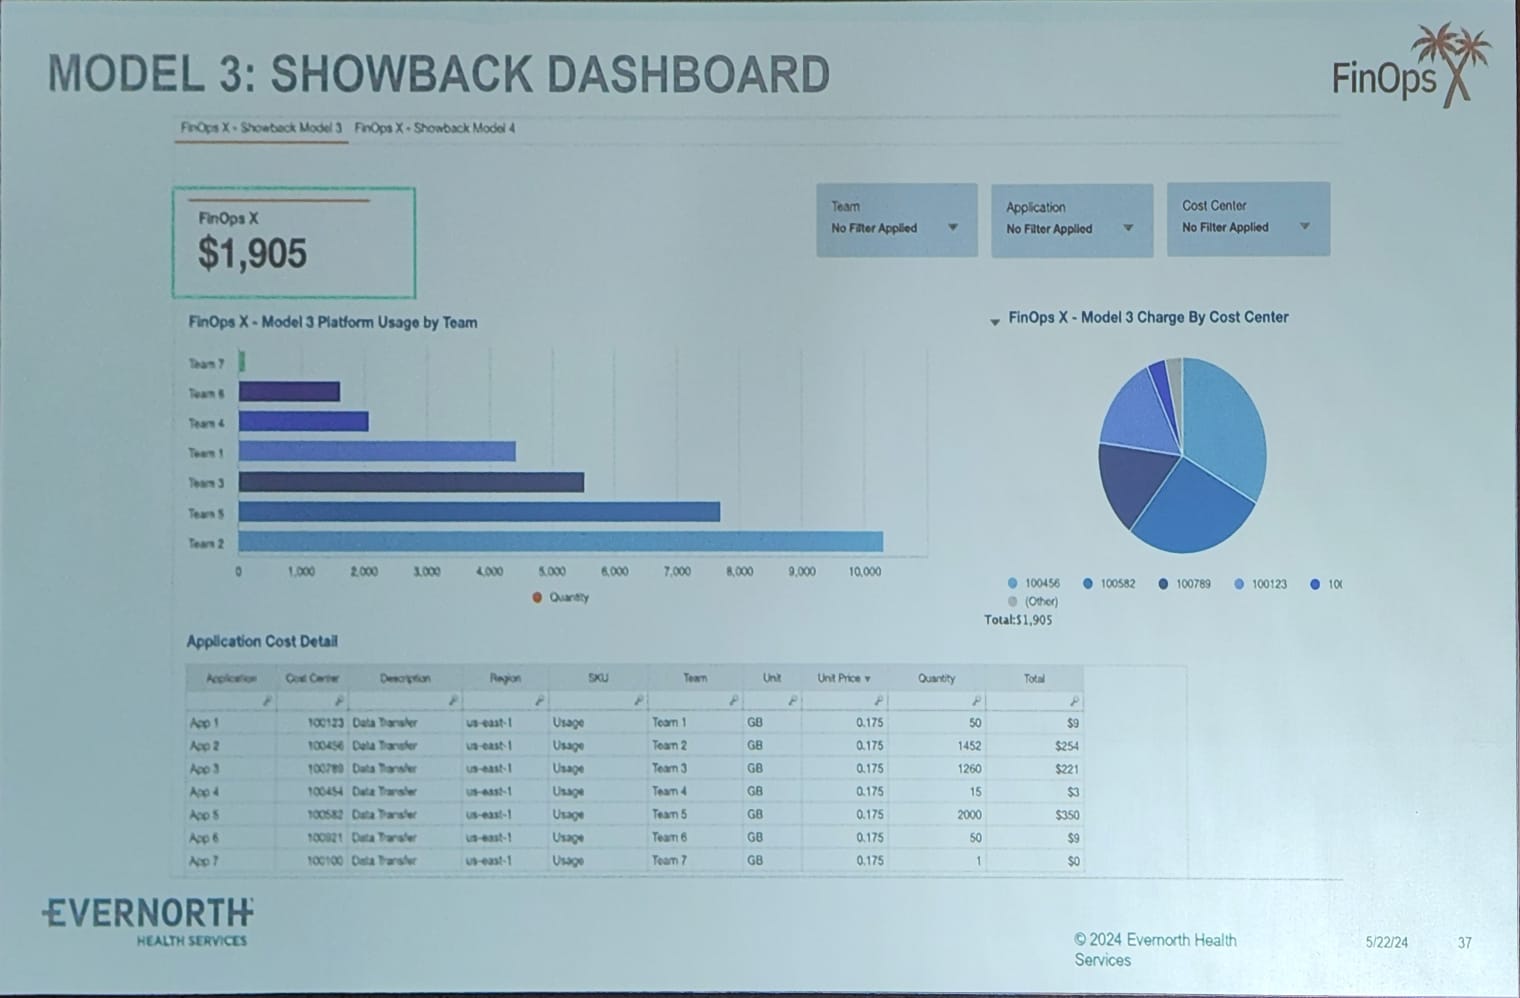 MODEL 3: SHOWBACK DASHBOARD
FinOps X
FinOps X - Showback Model 3 FinOps X - Showback Model 4
FinOps X
$1,905
Team
No Filter Applied
Application
No Filter Applied
Cost Center
No Filter Applied
FinOps X - Model 3 Platform Usage by Team
Team 7
Team 6
Team 4
Team 1
Team 3
Team 5
Team 2
0 1,000 2,000 3,000 4,000 5,000 6,000 7,000 8,000 9,000 10,000
Quantity
FinOps X - Model 3 Charge By Cost Center
100456 100582 100789 100123 10(
(Other)
Total:$1,905
Application Cost Detail
Application Cost Center Description Region SKU Team Unit Unit Price Quantity Total
App 1 100123 Data Transfer us-east-1 Usage Team 1 GB 0.175 50 $9
App 2 100456 Data Transfer us-east-1 Usage Team 2 GB 0.175 1452 $254
App 3 100789 Data Transfer us-east-1 Usage Team 3 GB 0.175 1260 $221
App 4 100454 Data Transfer us-east-1 Usage Team 4 GB 0.175 15 $3
App 5 100582 Data Transfer us-east-1 Usage Team 5 GB 0.175 2000 $350
App 6 100921 Data Transfer us-east-1 Usage Team 6 GB 0.175 50 $9
App 7 100100 Data Transfer us-east-1 Usage Team 7 GB 0.175 1 $0
EVERNORTH
HEALTH SERVICES
© 2024 Evernorth Health
Services
5/22/24
37